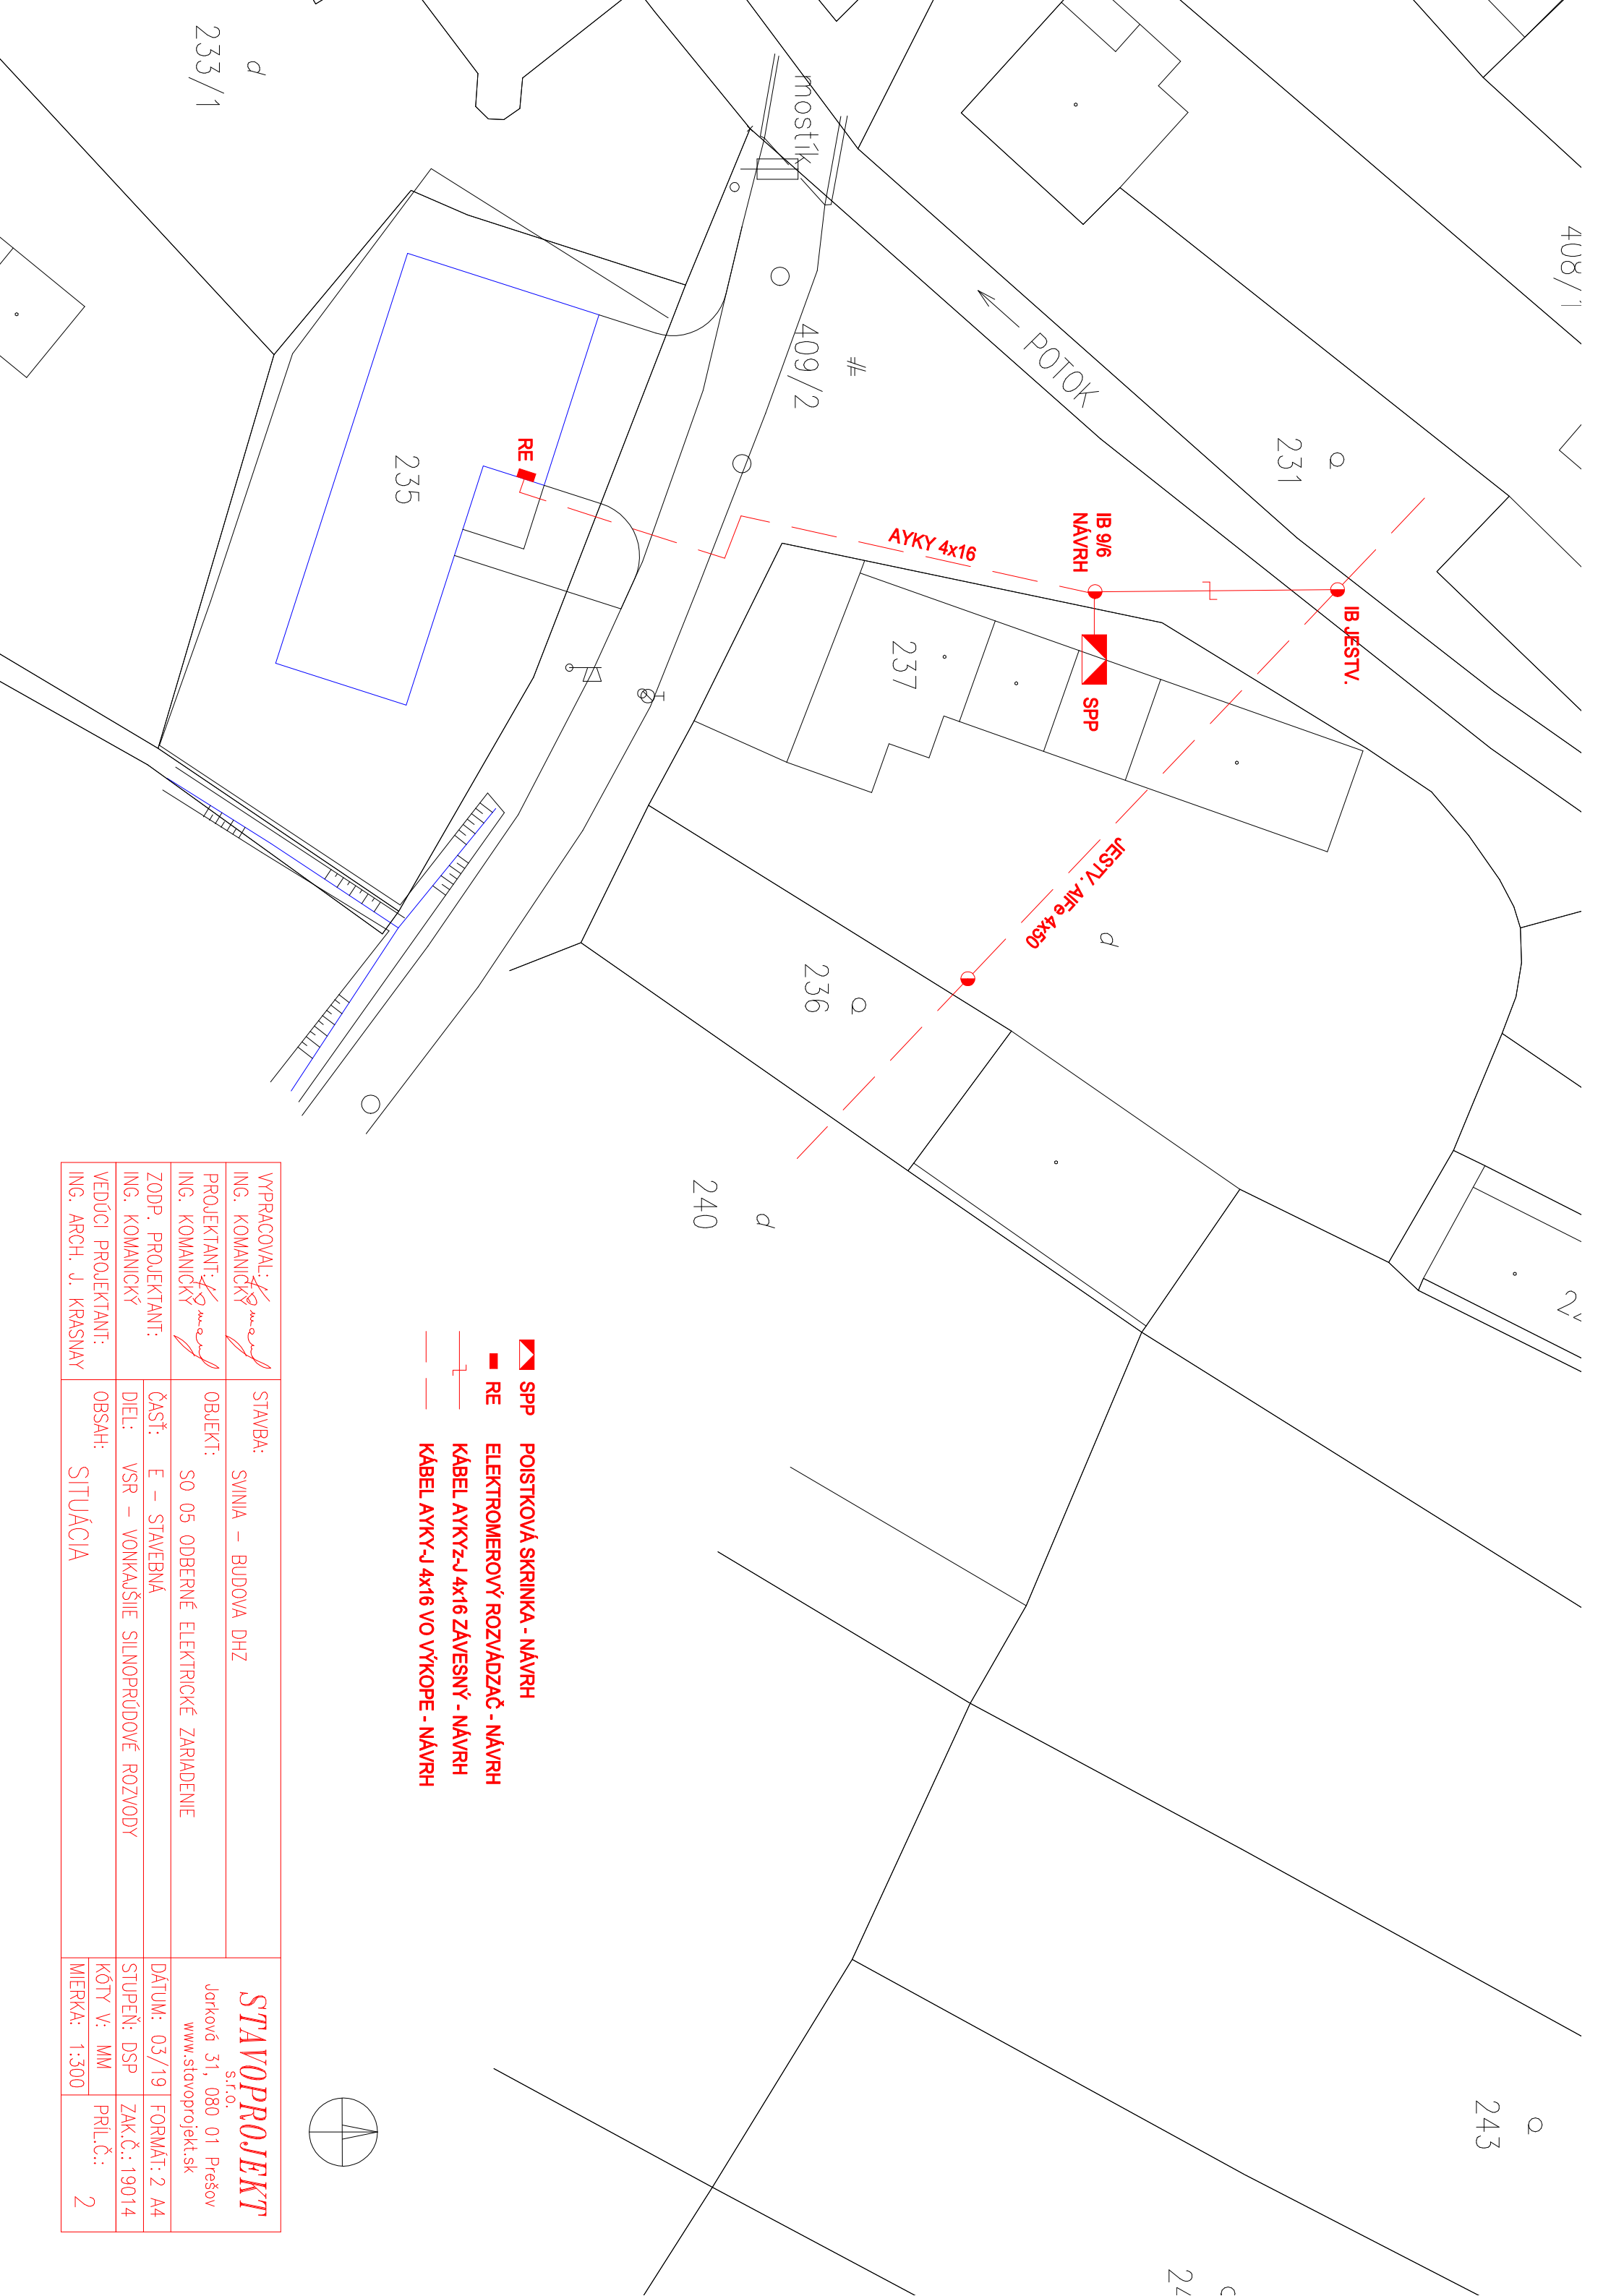 408/1
233/1
d
mostík
POTOK
409/2
231
235
RE
AYKY 4x16
IB 9/6
NÁVRH
IB JESTV.
237
SPP
JESTV. AlFe 4x50
d
236
240
d
243
SPP POISTKOVÁ SKRINKA - NÁVRH
RE ELEKTROMEROVÝ ROZVÁDZAČ - NÁVRH
KÁBEL AYKYz-J 4x16 ZÁVESNÝ - NÁVRH
KÁBEL AYKY-J 4x16 VO VÝKOPE - NÁVRH
VYPRACOVAL:
ING. KOMANICKÝ
PROJEKTANT:
ING. KOMANICKÝ
ZODP. PROJEKTANT:
ING. KOMANICKÝ
VEDÚCI PROJEKTANT:
ING. ARCH. J. KRASNAY
STAVBA:
SVINIA – BUDOVA DHZ
OBJEKT:
SO 05 ODBERNÉ ELEKTRICKÉ ZARIADENIE
ČASŤ: E – STAVEBNÁ
DIEL: VSR – VONKAJŠIE SILNOPRÚDOVÉ ROZVODY
OBSAH:
SITUÁCIA
STAVOPROJEKT
s.r.o.
Jarková 31, 080 01 Prešov
www.stavoprojekt.sk
DÁTUM: 03/19 FORMÁT: 2 A4
STUPEŇ: DSP ZAK.Č.: 19014
KÓTY V: MM PRÍL.Č.:
MIERKA: 1:300 2